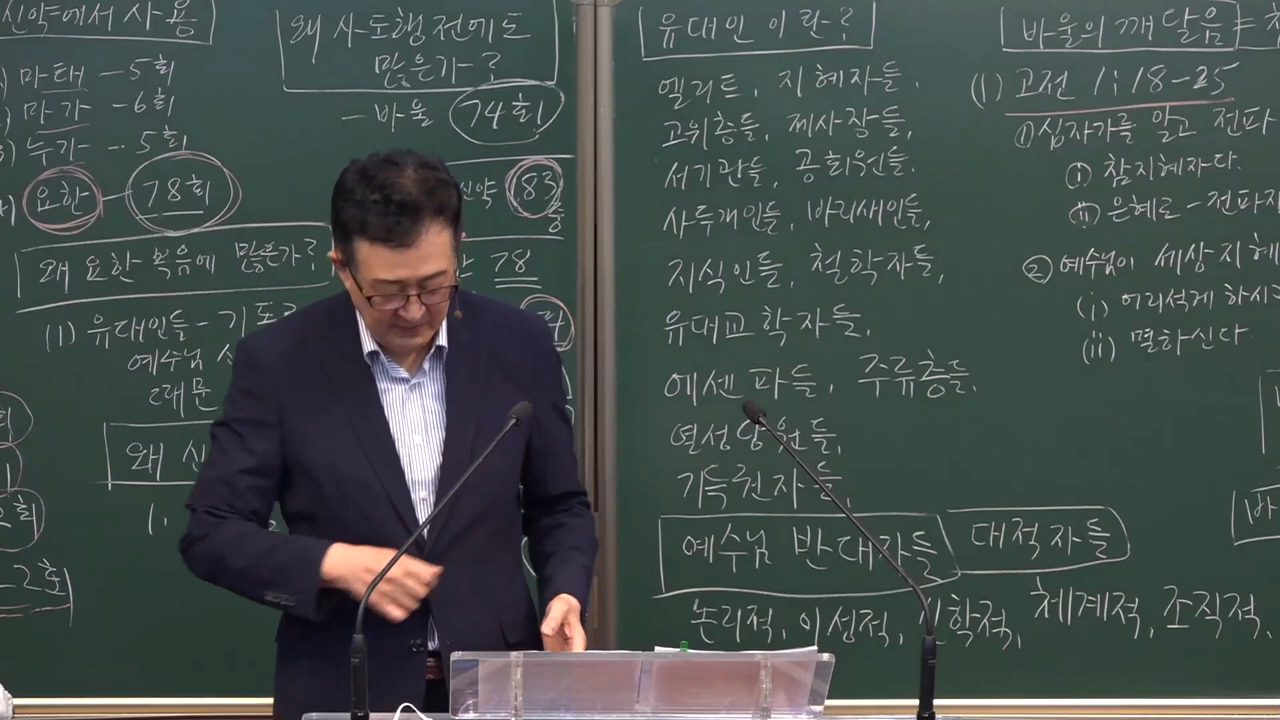 신약에서 사용
마태 - 5회
마가 - 6회
누가 - 5회
요한 - 78회
왜 요한복음에 많은가?
(1) 유대인들 - 기도
예수님
왜 신
1.
-2회
왜 사도행전에도
많은가?
- 바울 74회
신약 83
중
78
유대인이란?
엘리트, 지혜자들,
고위층들, 제사장들,
서기관들, 공회원들.
사두개인들, 바리새인들,
지식인들, 철학자들,
유대교 학자들,
에센파들, 주류층들,
열성당원들,
기득권자들,
예수님 반대자들 대적자들
논리적, 이성적, 학적, 체계적, 조직적,
바울의 깨달음 =
(1) 고전 1:18-25
① 십자가를 알고 전파
(i) 참지혜자다.
(ii) 은혜로 - 전파자
② 예수님이 세상 지혜
(i) 어리석게 하시고
(ii) 멸하신다.